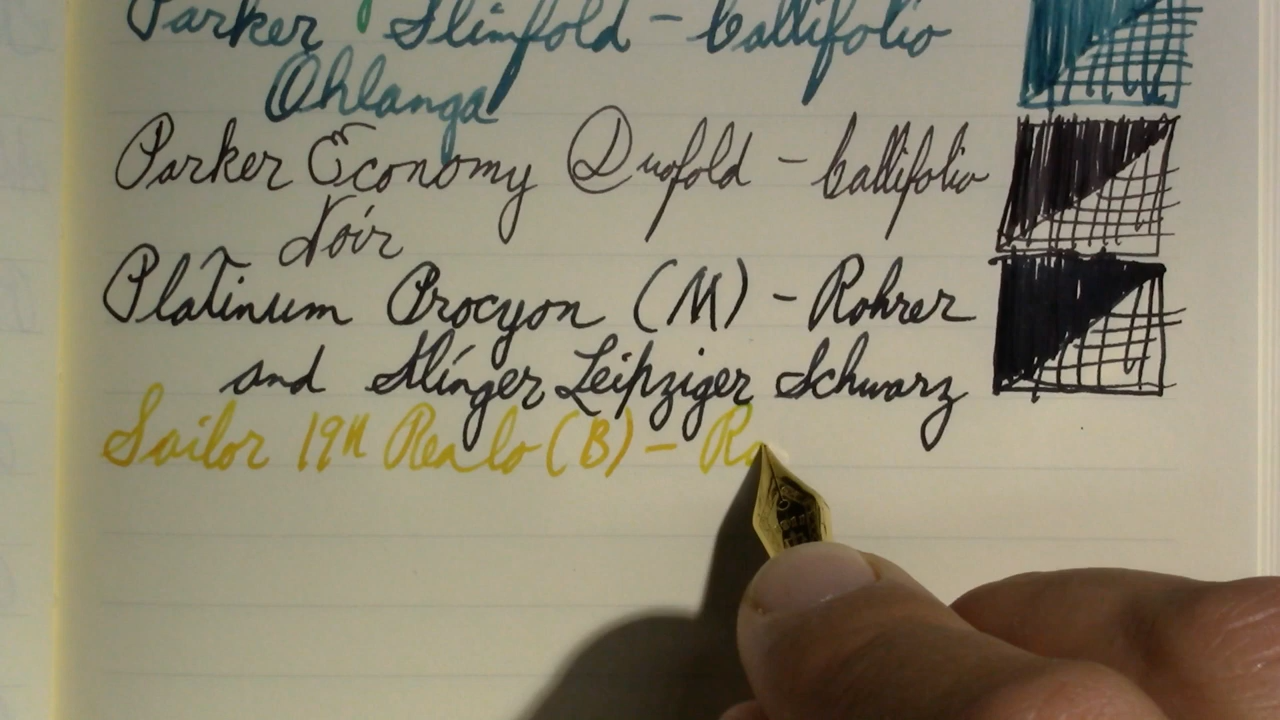 Parker Slimfold - Callifolio
Ohlanga
Parker Economy Duofold - Callifolio
Noir
Platinum Procyon (M) - Rohrer
and Klinger Leipziger Schwarz
Sailor 19H Realo (B) - Ro